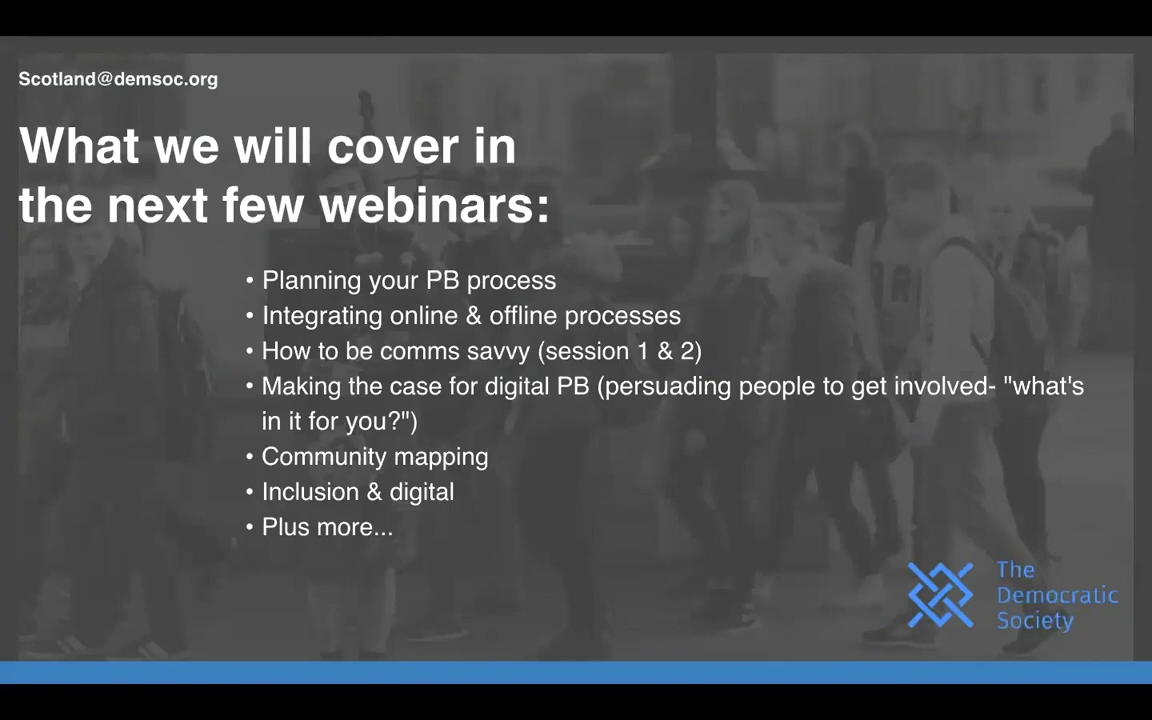 Scotland@demsoc.org
What we will cover in
the next few webinars:
• Planning your PB process
• Integrating online & offline processes
• How to be comms savvy (session 1 & 2)
• Making the case for digital PB (persuading people to get involved- "what's
in it for you?")
• Community mapping
• Inclusion & digital
• Plus more...
The
Democratic
Society